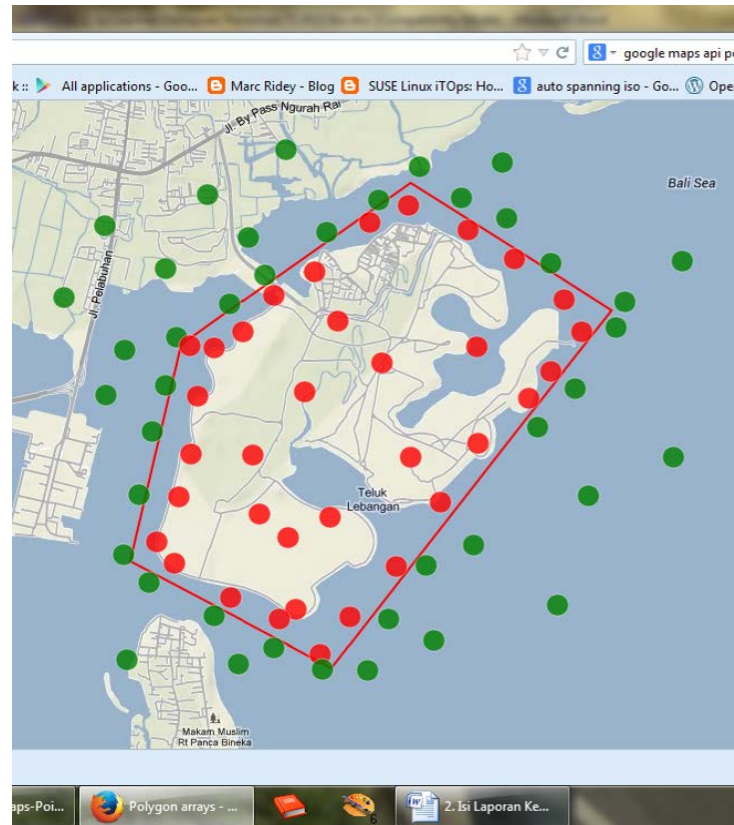 google maps api po
k ::
All applications - Goo...
Marc Ridey - Blog
SUSE Linux iTOps: Ho...
auto spanning iso - Go...
Ope
Jl. By Pass Ngurah Rai
Bali Sea
Jl. Pelabuhan
Teluk
Lebangan
Makam Muslim
Rt Panca Bineka
aps-Poi...
Polygon arrays - ...
6
2. Isi Laporan Ke...